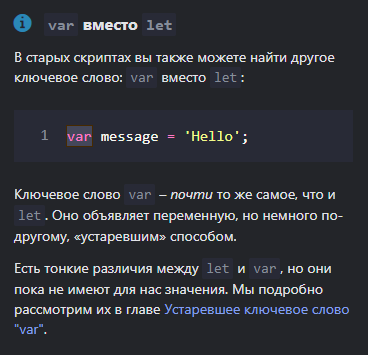 var вместо let
В старых скриптах вы также можете найти другое
ключевое слово: var вместо let:
1 var message = 'Hello';
Ключевое слово var – почти то же самое, что и
let. Оно объявляет переменную, но немного по-
другому, «устаревшим» способом.
Есть тонкие различия между let и var, но они
пока не имеют для нас значения. Мы подробно
рассмотрим их в главе Устаревшее ключевое слово
"var".